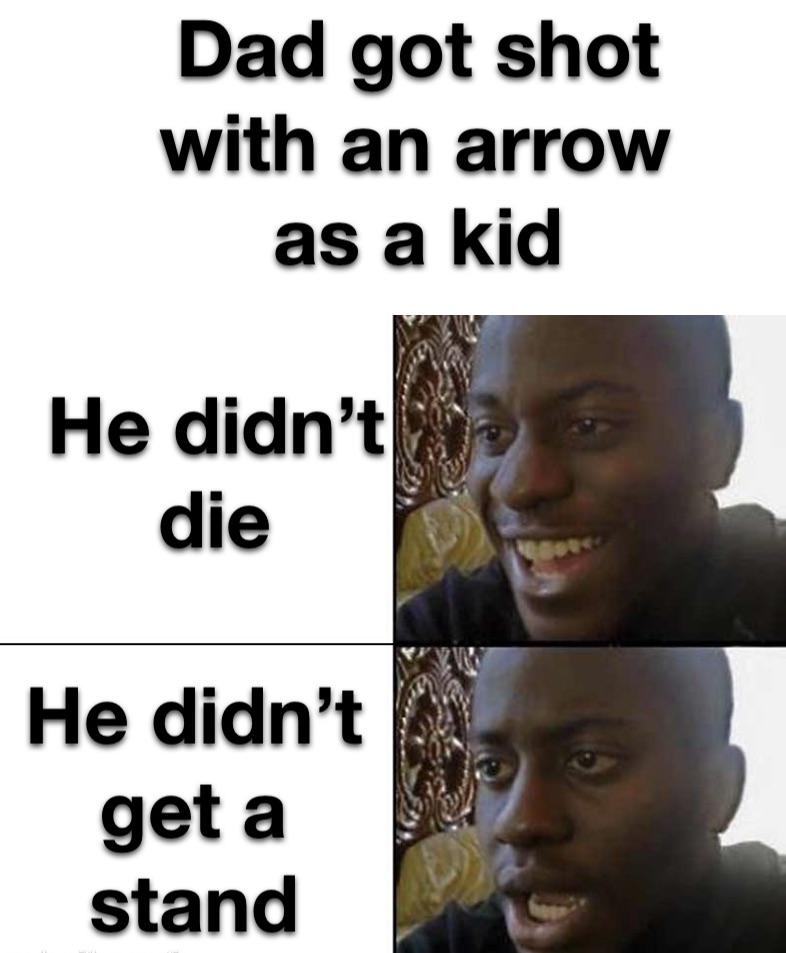 Dad got shot
with an arrow
as a kid
He didn’t
die
He didn’t
get a
stand